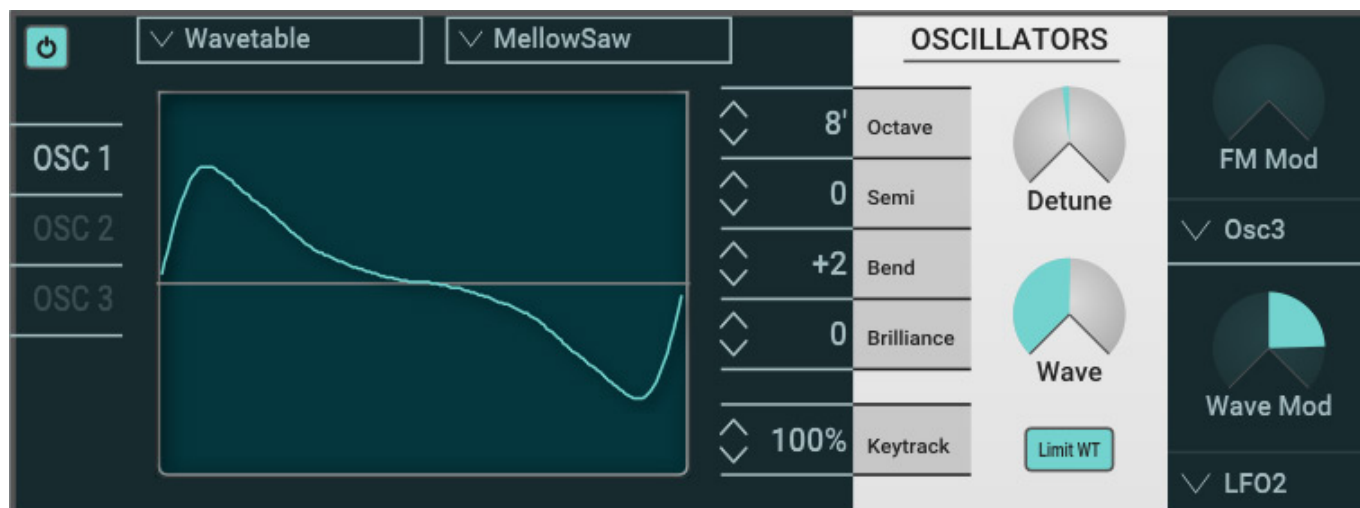 Wavetable
MellowSaw
OSCILLATORS
OSC 1
OSC 2
OSC 3
8'
Octave
0
Semi
+2
Bend
0
Brilliance
100%
Keytrack
Detune
Wave
Limit WT
FM Mod
Osc3
Wave Mod
LFO2